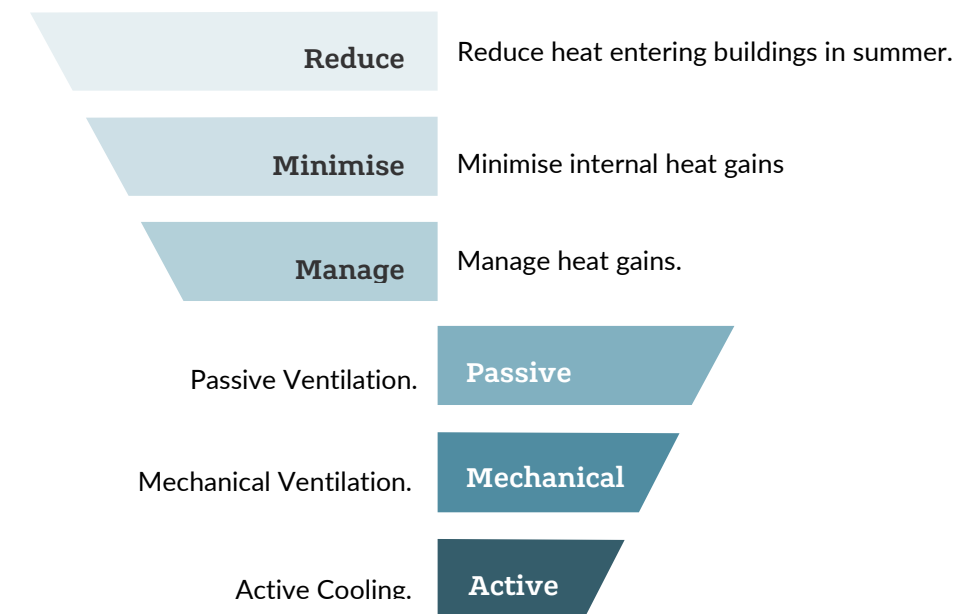 Reduce
Reduce heat entering buildings in summer.
Minimise
Minimise internal heat gains
Manage
Manage heat gains.
Passive Ventilation.
Passive
Mechanical Ventilation.
Mechanical
Active Cooling.
Active